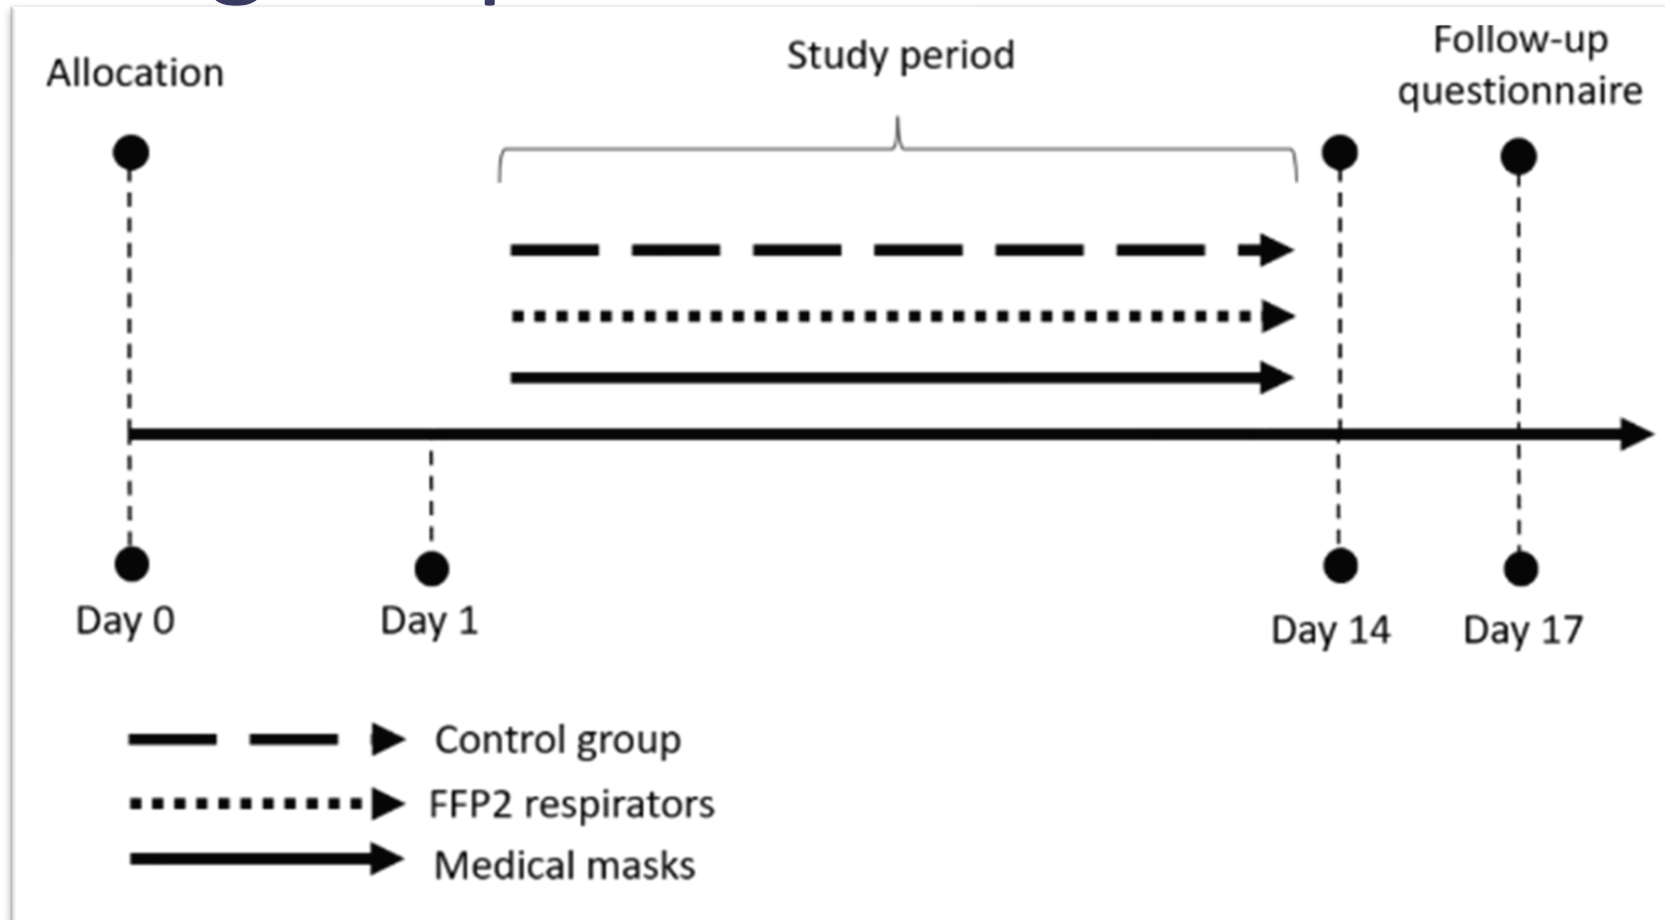 Allocation
Study period
Follow-up
questionnaire
Day 0
Day 1
Day 14
Day 17
Control group
FFP2 respirators
Medical masks